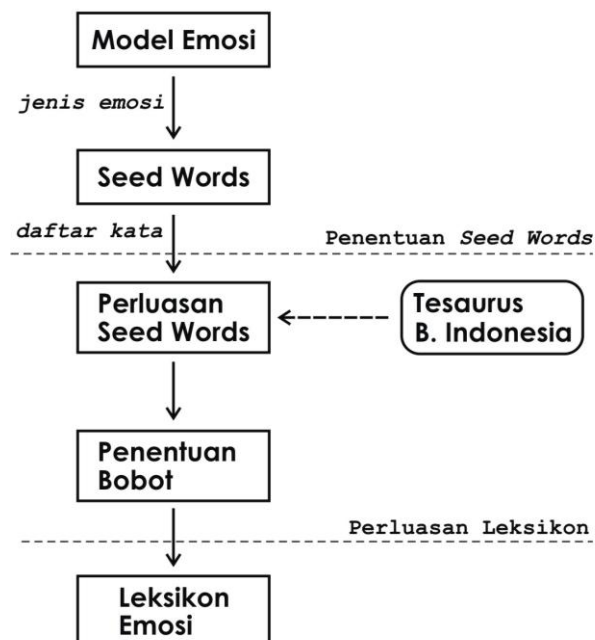 Model Emosi
jenis emosi
Seed Words
daftar kata
Penentuan Seed Words
Perluasan
Seed Words
Tesaurus
B. Indonesia
Penentuan
Bobot
Perluasan Leksikon
Leksikon
Emosi